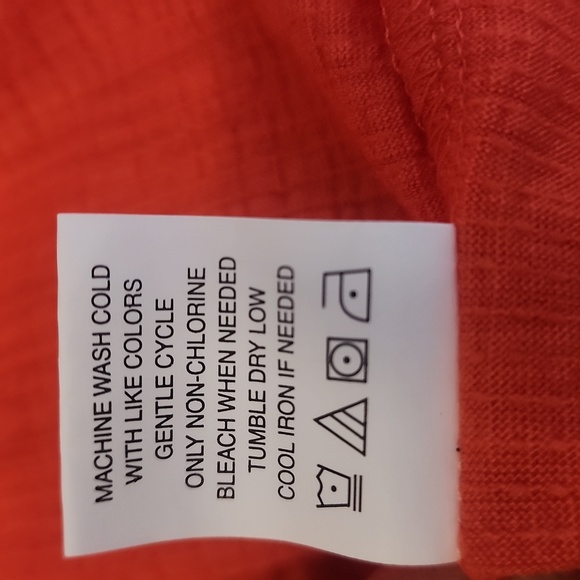 MACHINE WASH COLD
WITH LIKE COLORS
GENTLE CYCLE
ONLY NON-CHLORINE
BLEACH WHEN NEEDED
TUMBLE DRY LOW
COOL IRON IF NEEDED